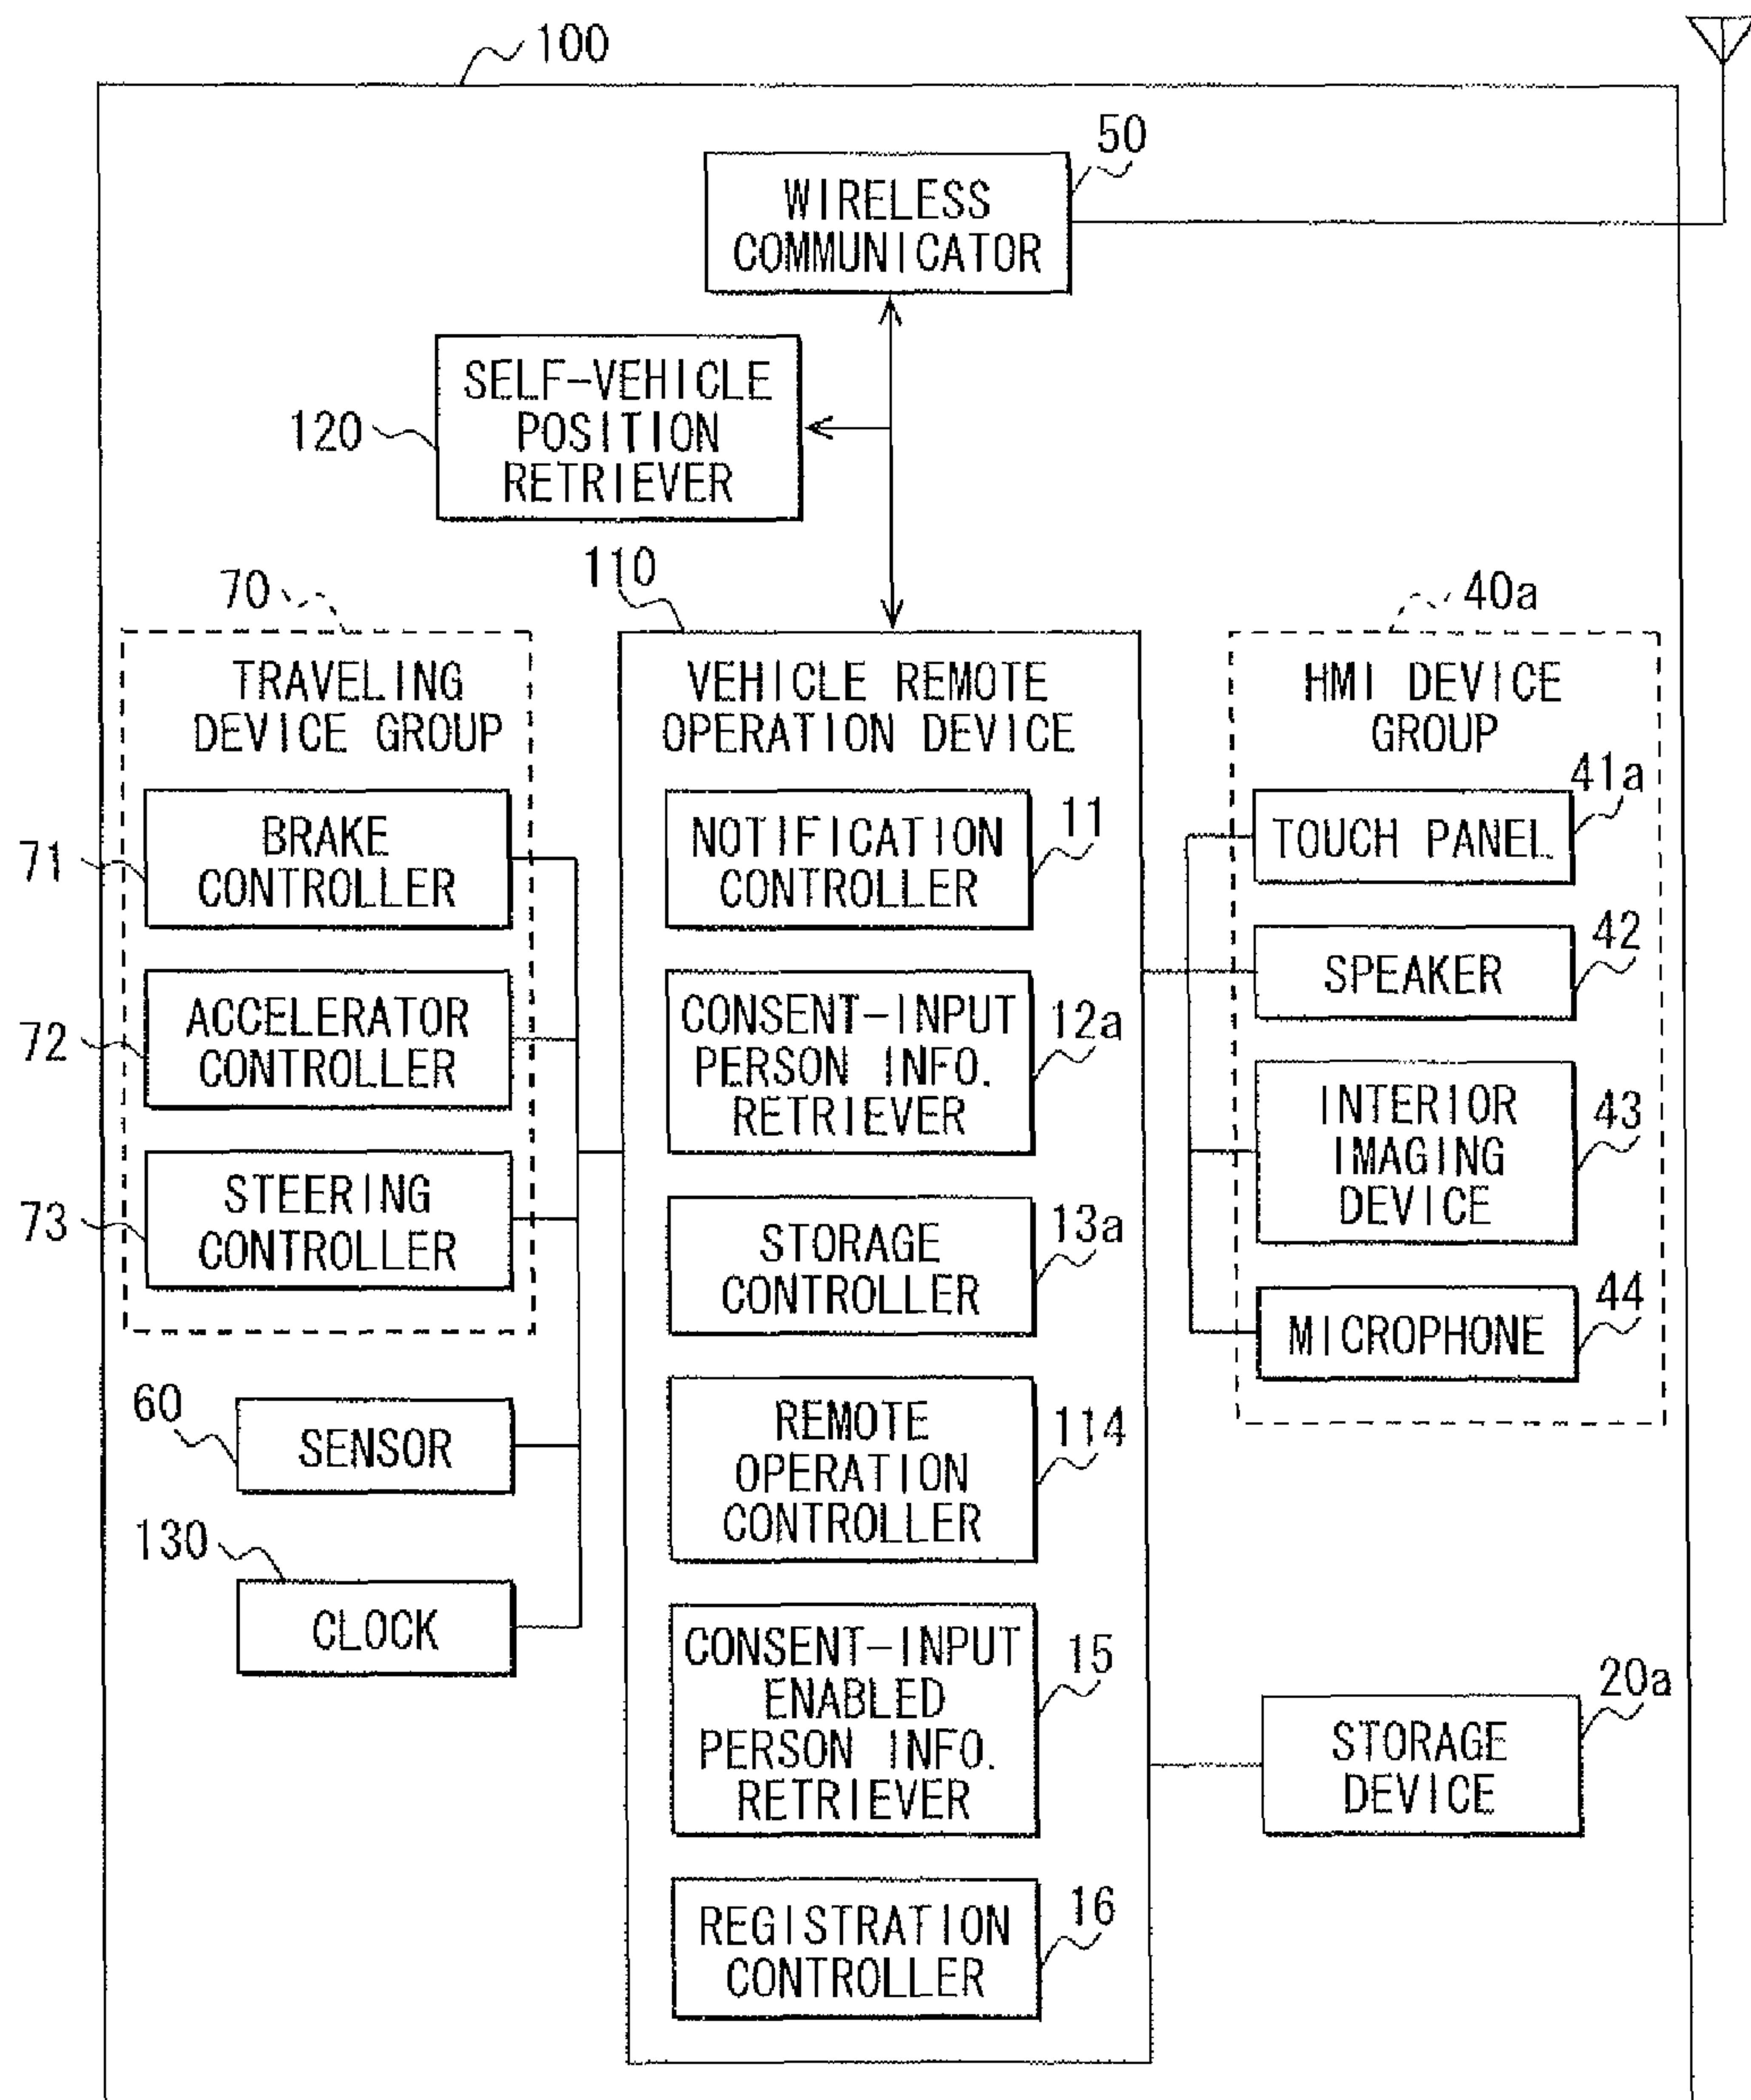 100
50
WIRELESS
COMMUNICATOR
SELF-VEHICLE
POSITION
RETRIEVER
120
110
70
40a
TRAVELING
DEVICE GROUP
BRAKE
CONTROLLER
71
ACCELERATOR
CONTROLLER
72
STEERING
CONTROLLER
73
60
SENSOR
130
CLOCK
VEHICLE REMOTE
OPERATION DEVICE
NOTIFICATION
CONTROLLER
11
CONSENT-INPUT
PERSON INFO.
RETRIEVER
12a
STORAGE
CONTROLLER
13a
REMOTE
OPERATION
CONTROLLER
114
CONSENT-INPUT
ENABLED
PERSON INFO.
RETRIEVER
15
REGISTRATION
CONTROLLER
16
HMI DEVICE
GROUP
41a
TOUCH PANEL
42
SPEAKER
INTERIOR
IMAGING
DEVICE
43
44
MICROPHONE
20a
STORAGE
DEVICE